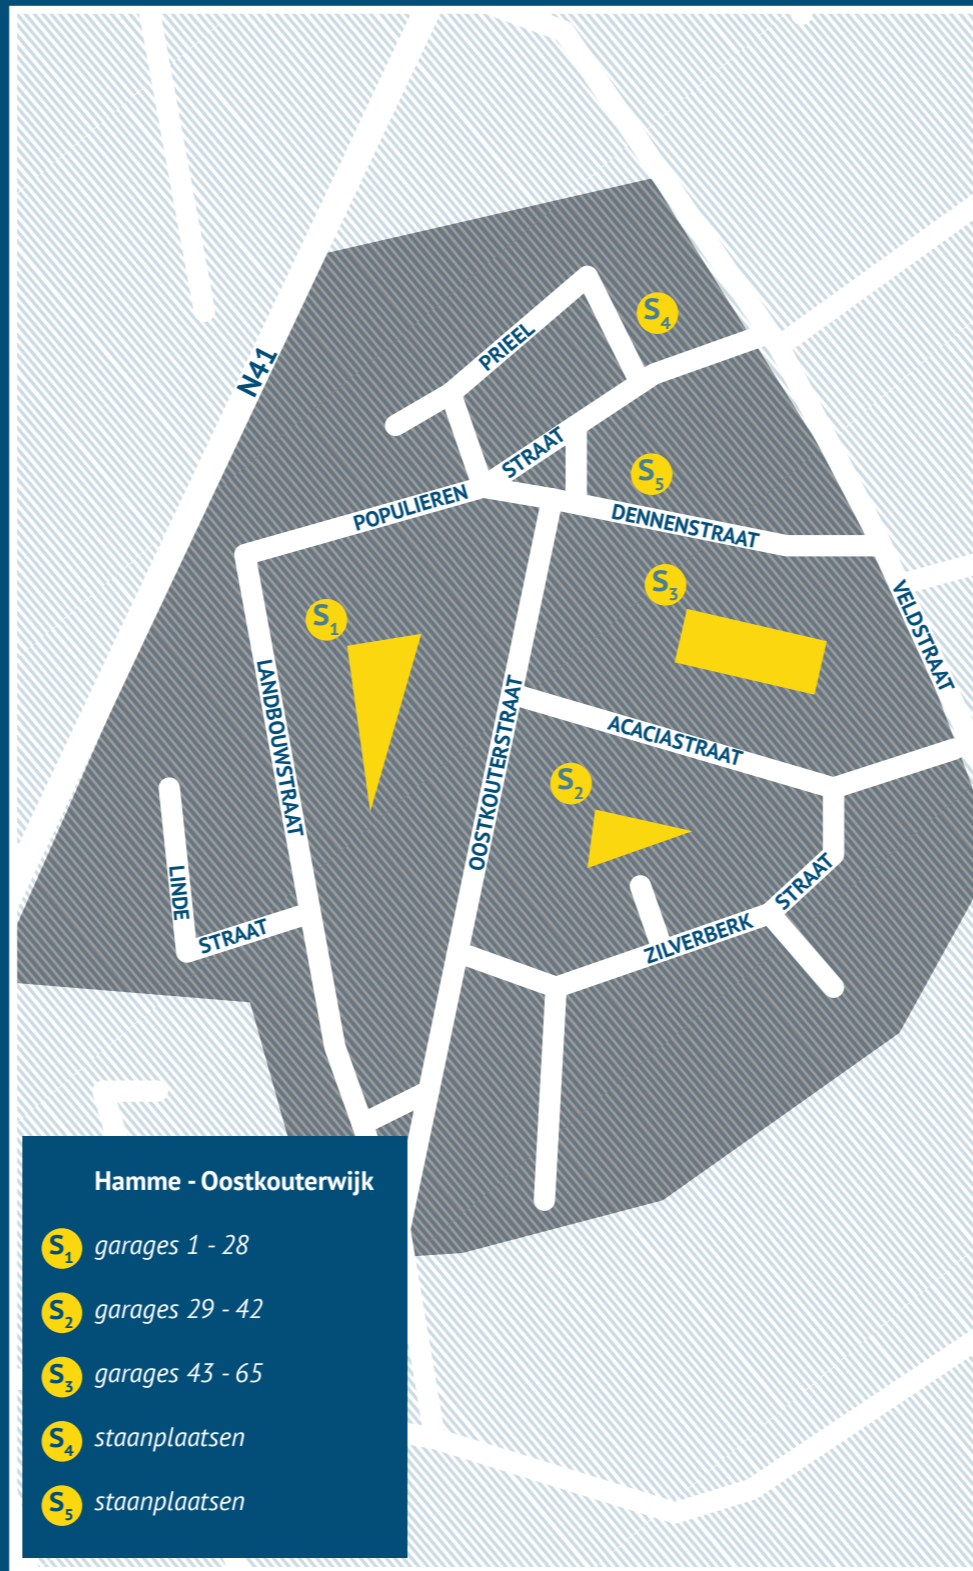 S4
PRIEEL
N41
STRAAT
S5
POPULIEREN
DENNENSTRAAT
S3
VELDSTRAAT
S1
LANDBOUWSTRAAT
OOSTKOUTERSTRAAT
ACACIASTRAAT
S2
LINDE
STRAAT
STRAAT
ZILVERBERK
Hamme - Oostkouterwijk
S1 garages 1 - 28
S2 garages 29 - 42
S3 garages 43 - 65
S4 staanplaatsen
S5 staanplaatsen